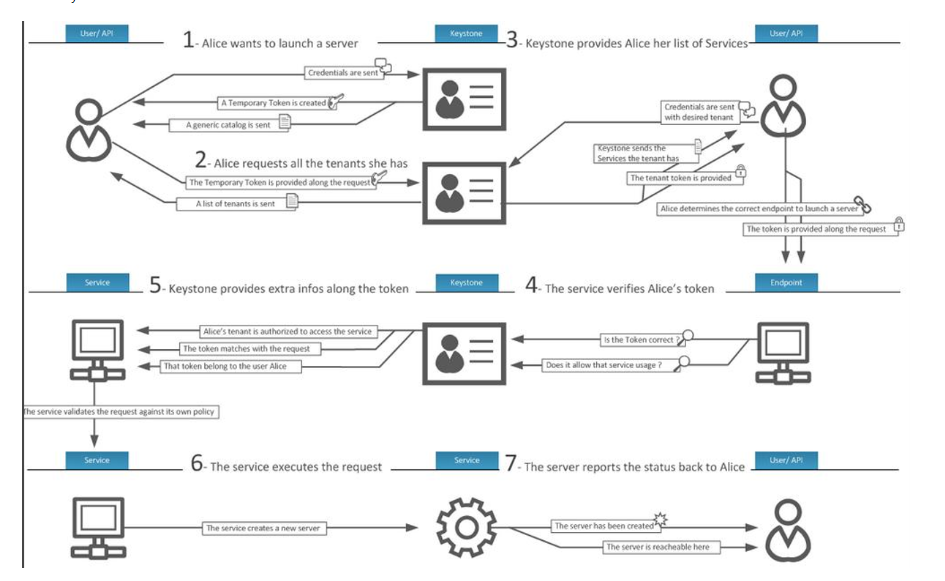 User/ API
1- Alice wants to launch a server
Keystone
3- Keystone provides Alice her list of Services
User/ API
Credentials are sent
A Temporary Token is created
A generic catalog is sent
2- Alice requests all the tenants she has
The Temporary Token is provided along the request
A list of tenants is sent
Credentials are sent
with desired tenant
Keystone sends the
Services the tenant has
The tenant token is provided
Alice determines the correct endpoint to launch a server
The token is provided along the request
Service
5- Keystone provides extra infos along the token
Keystone
4- The service verifies Alice's token
Endpoint
Alice's tenant is authorized to access the service
The token matches with the request
That token belong to the user Alice
Is the Token correct ?
Does it allow that service usage ?
The service validates the request against its own policy
Service
6- The service executes the request
Service
7- The server reports the status back to Alice
User/ API
The service creates a new server
The server has been created
The server is reacheable here